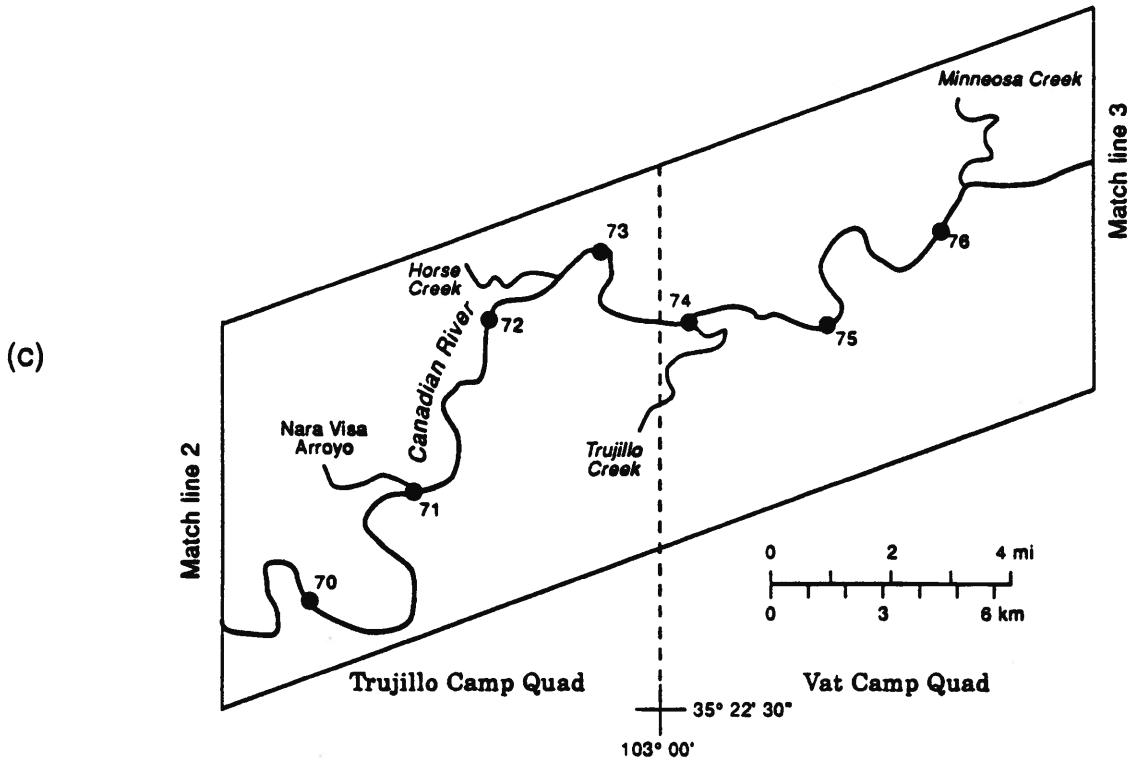 Minneosa Creek
Match line 3
73
76
Horse
Creek
74
72
75
Canadian River
(c)
Nara Visa
Arroyo
Trujillo
Creek
Match line 2
71
0 2 4 mi
70
0 3 6 km
Trujillo Camp Quad
Vat Camp Quad
35° 22' 30"
103° 00'